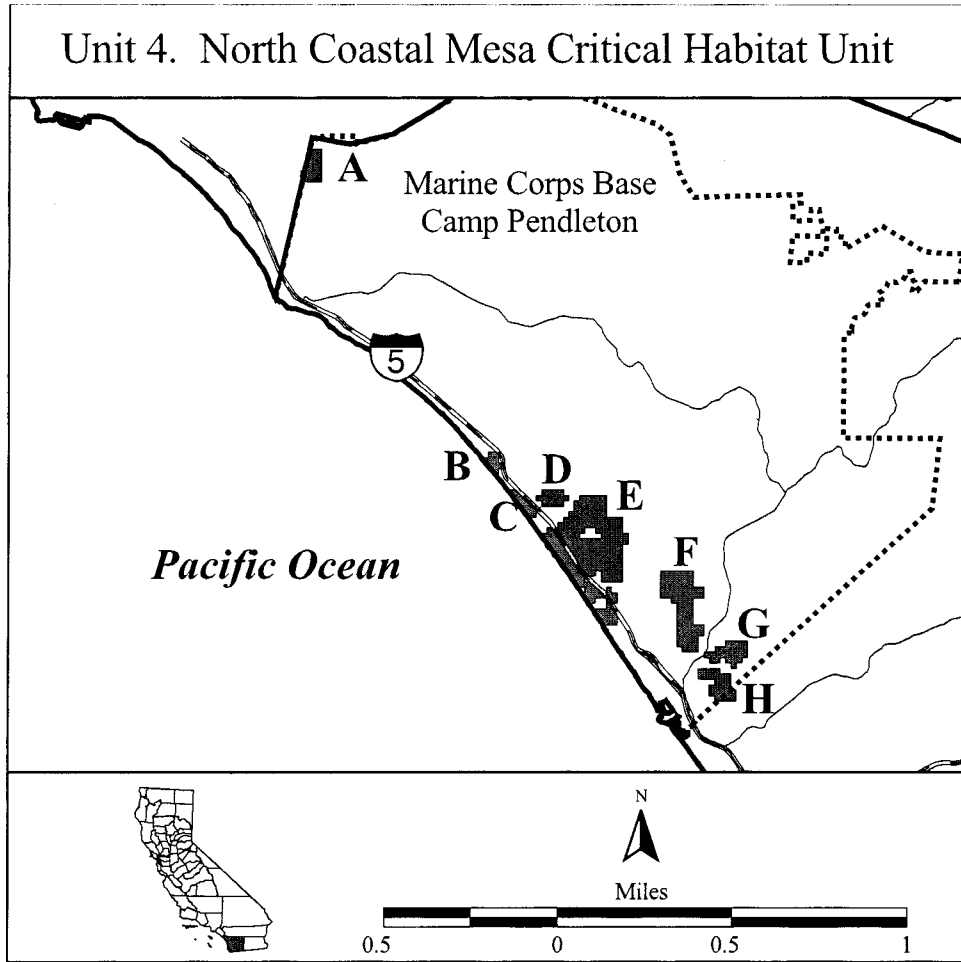 Unit 4. North Coastal Mesa Critical Habitat Unit
A
Marine Corps Base
Camp Pendleton
5
B
D
E
C
Pacific Ocean
F
G
H
N
Miles
0.5 0 0.5 1